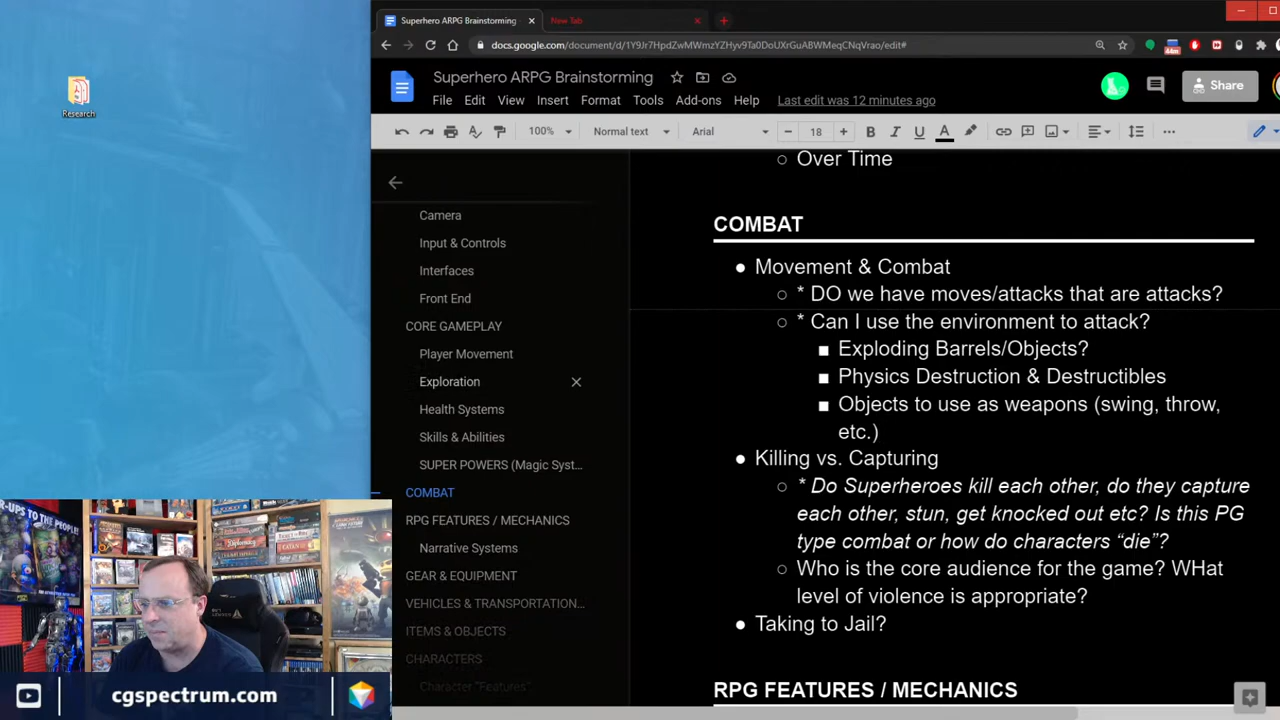 Superhero ARPG Brainstorming
New Tab
docs.google.com/document/d/1Y9Jr7HpdZwMWmzYZHyv9Ta0DoUXrGuABWMeqCNqVrao/edit#
44m
Research
Superhero ARPG Brainstorming
File Edit View Insert Format Tools Add-ons Help Last edit was 12 minutes ago
Share
100% Normal text Arial 18
Camera
Input & Controls
Interfaces
Front End
CORE GAMEPLAY
Player Movement
Exploration
Health Systems
Skills & Abilities
SUPER POWERS (Magic Syst...
COMBAT
RPG FEATURES / MECHANICS
Narrative Systems
GEAR & EQUIPMENT
VEHICLES & TRANSPORTATION...
ITEMS & OBJECTS
CHARACTERS
Character "Features"
Over Time
COMBAT
Movement & Combat
* DO we have moves/attacks that are attacks?
* Can I use the environment to attack?
Exploding Barrels/Objects?
Physics Destruction & Destructibles
Objects to use as weapons (swing, throw,
etc.)
Killing vs. Capturing
* Do Superheroes kill each other, do they capture
each other, stun, get knocked out etc? Is this PG
type combat or how do characters “die”?
Who is the core audience for the game? WHat
level of violence is appropriate?
Taking to Jail?
RPG FEATURES / MECHANICS
cgspectrum.com